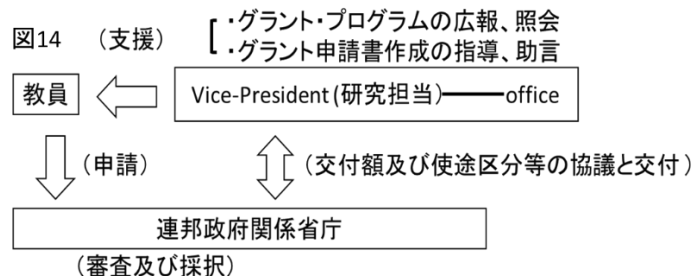 ・グラント・プログラムの広報、照会
図14 （支援）
・グラント申請書作成の指導、助言
教員
Vice-President (研究担当) office
（申請）
（交付額及び使途区分等の協議と交付）
連邦政府関係省庁
（審査及び採択）